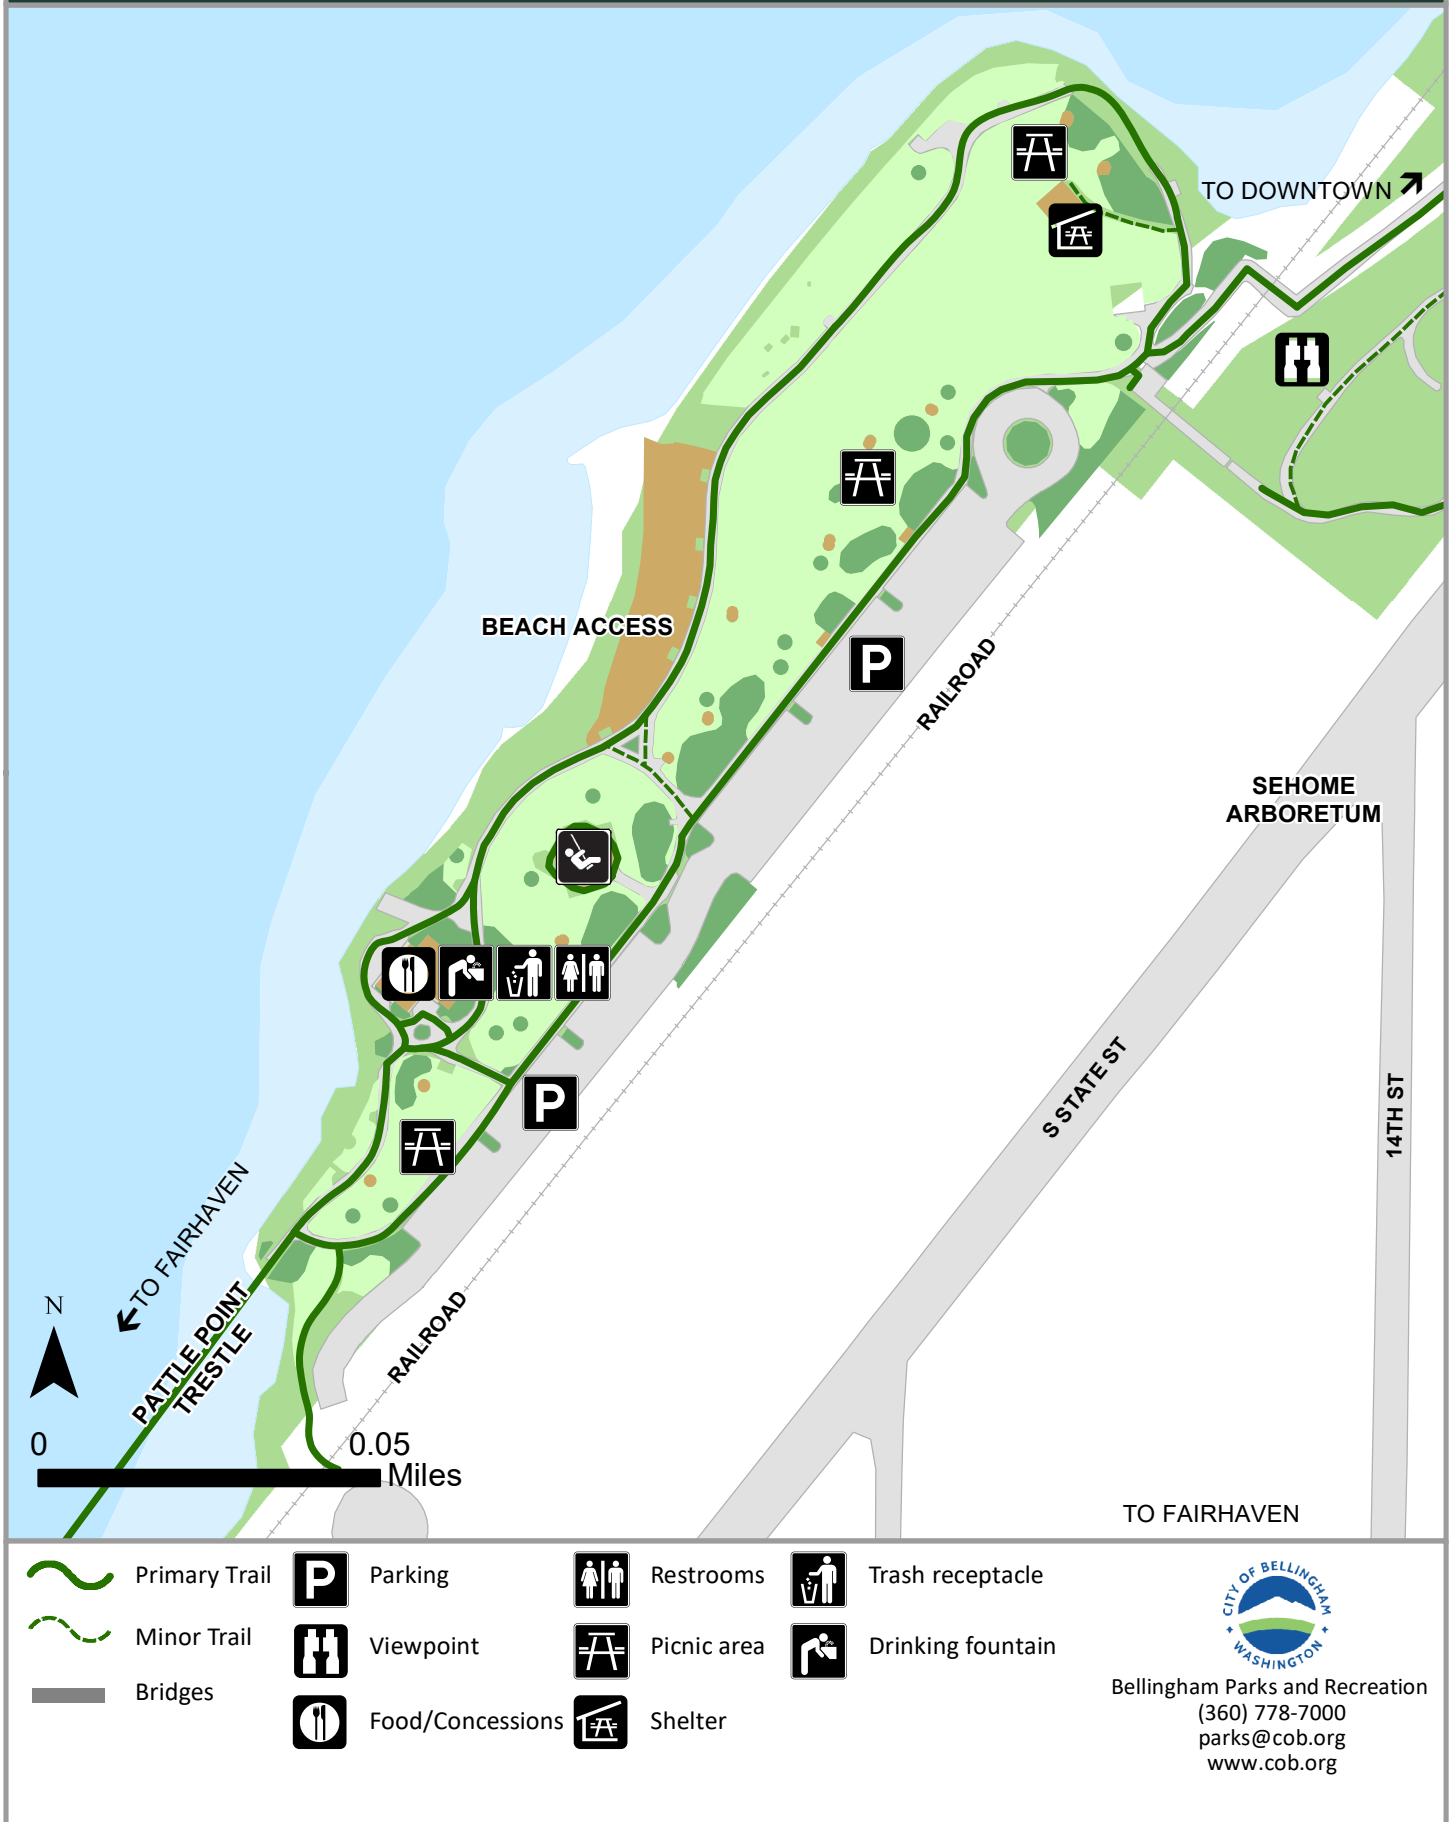 TO DOWNTOWN
BEACH ACCESS
P
RAILROAD
SEHOME
ARBORETUM
S STATE ST
14TH ST
P
TO FAIRHAVEN
PATTLE POINT
TRESTLE
RAILROAD
N
0
0.05
Miles
TO FAIRHAVEN
Primary Trail
Minor Trail
Bridges
P
Parking
Viewpoint
Food/Concessions
Restrooms
Picnic area
Shelter
Trash receptacle
Drinking fountain
CITY OF BELLINGHAM
WASHINGTON
Bellingham Parks and Recreation
(360) 778-7000
parks@cob.org
www.cob.org